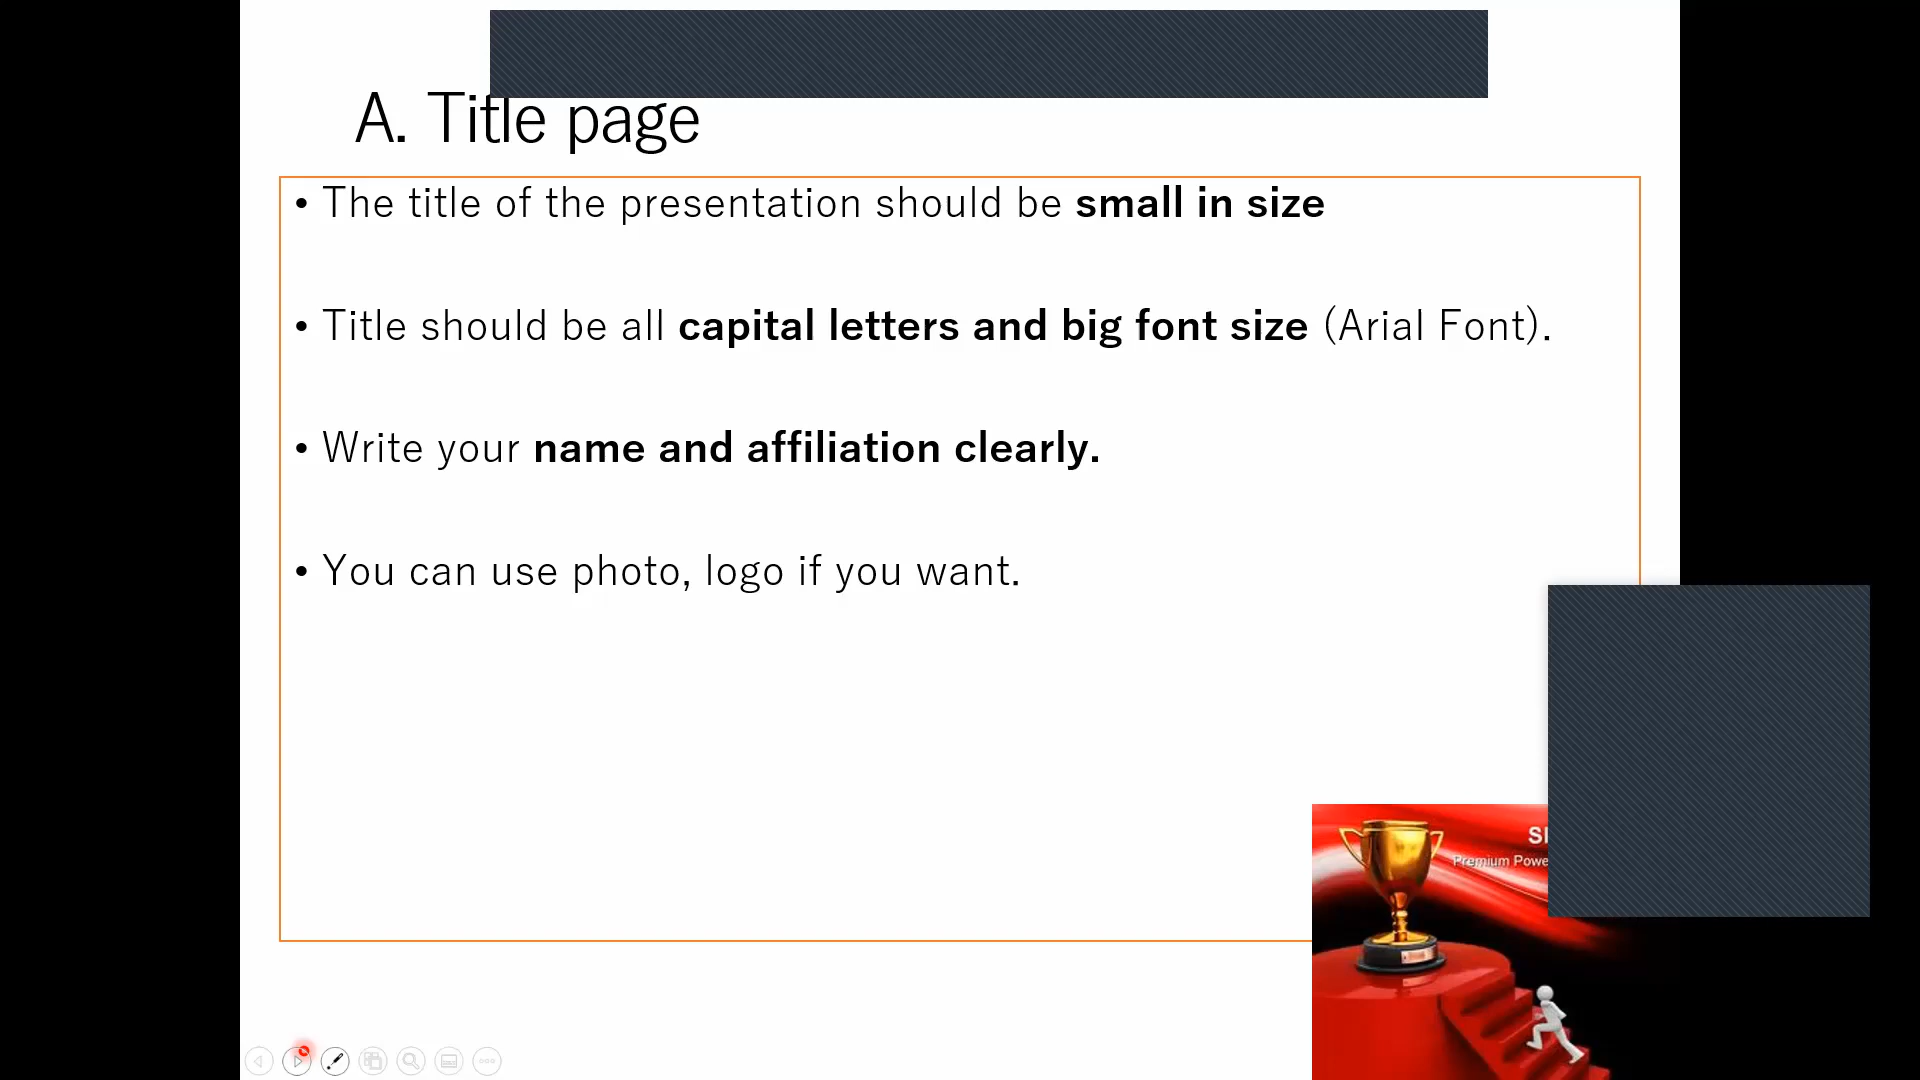 A. Title page
• The title of the presentation should be small in size
• Title should be all capital letters and big font size (Arial Font).
• Write your name and affiliation clearly.
• You can use photo, logo if you want.
Premium